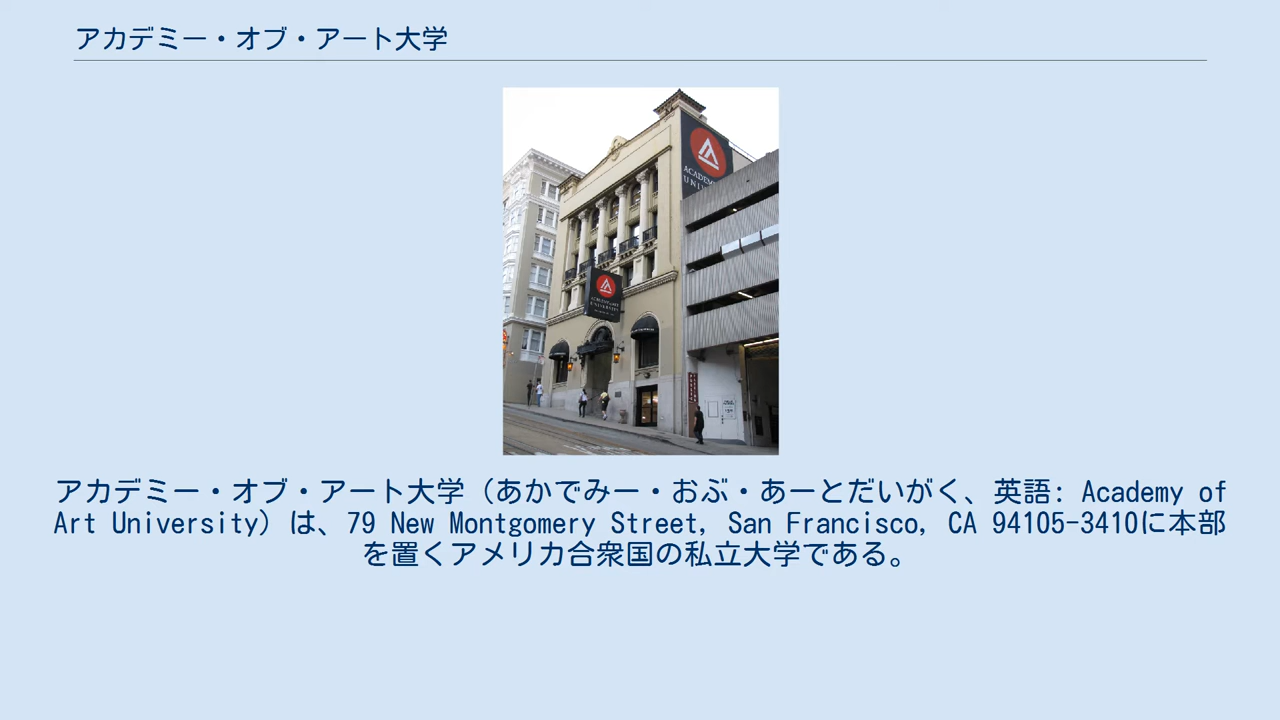 アカデミー・オブ・アート大学
ACADEMY
UNIV
アカデミー・オブ・アート大学（あかでみー・おぶ・あーとだいがく、英語: Academy of
Art University）は、79 New Montgomery Street, San Francisco, CA 94105-3410に本部
を置くアメリカ合衆国の私立大学である。